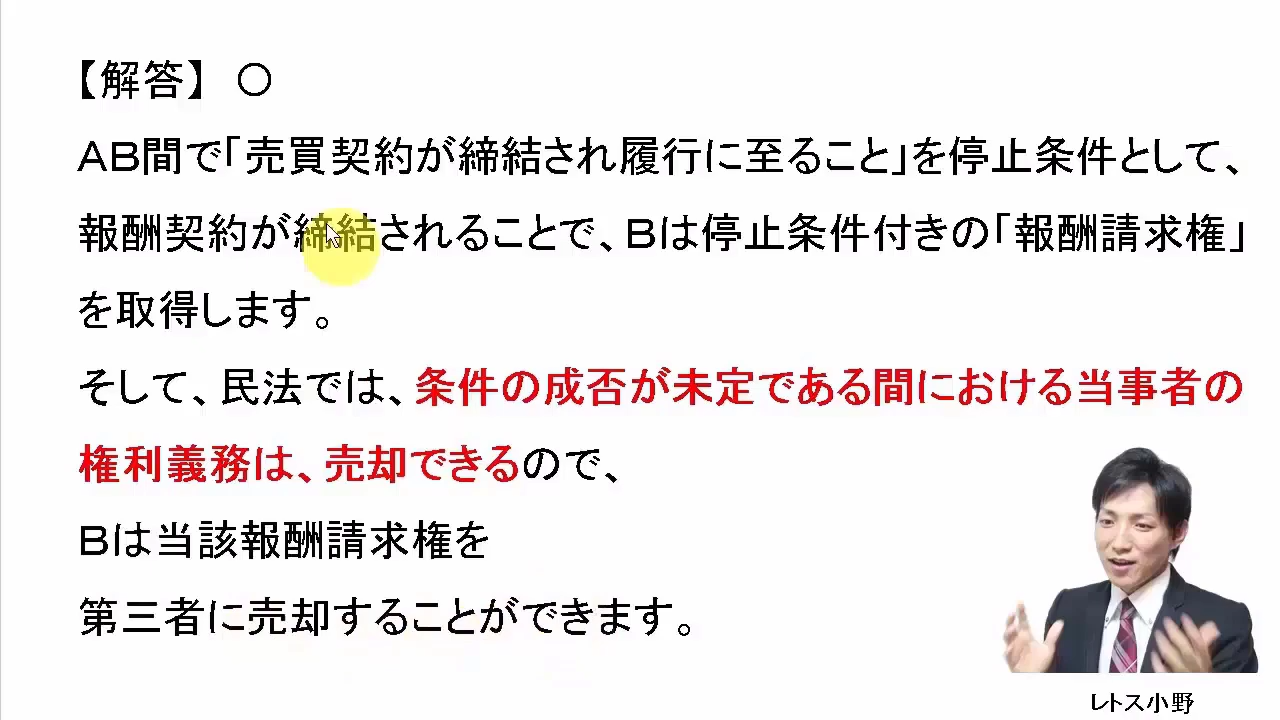 【解答】 〇
AB間で「売買契約が締結され履行に至ること」を停止条件として、
報酬契約が締結されることで、Bは停止条件付きの「報酬請求権」
を取得します。
そして、民法では、条件の成否が未定である間における当事者の
権利義務は、売却できるので、
Bは当該報酬請求権を
第三者に売却することができます。
レトス小野